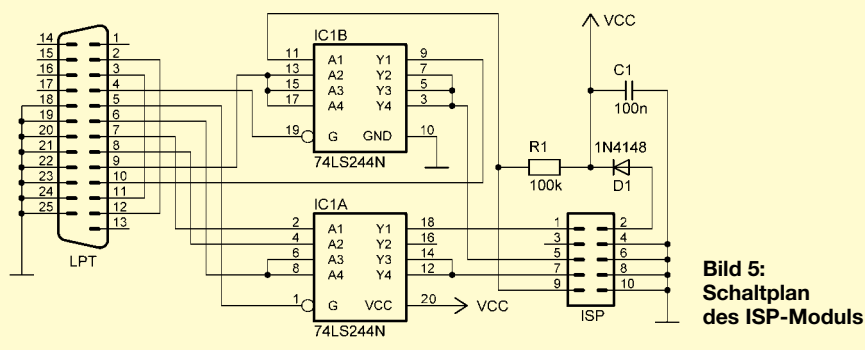 14
15
16
17
18
19
20
21
22
23
24
25
1
2
3
4
5
6
7
8
9
10
11
12
13
LPT
IC1B
11 A1 Y1 9
13 A2 Y2 7
15 A3 Y3 5
17 A4 Y4 3
19 G GND 10
74LS244N
IC1A
2 A1 Y1 18
4 A2 Y2 16
6 A3 Y3 14
8 A4 Y4 12
1 G VCC 20 VCC
74LS244N
VCC
C1
100n
R1
100k
1N4148
D1
1 2
3 4
5 6
7 8
9 10
ISP
Bild 5:
Schaltplan
des ISP-Moduls